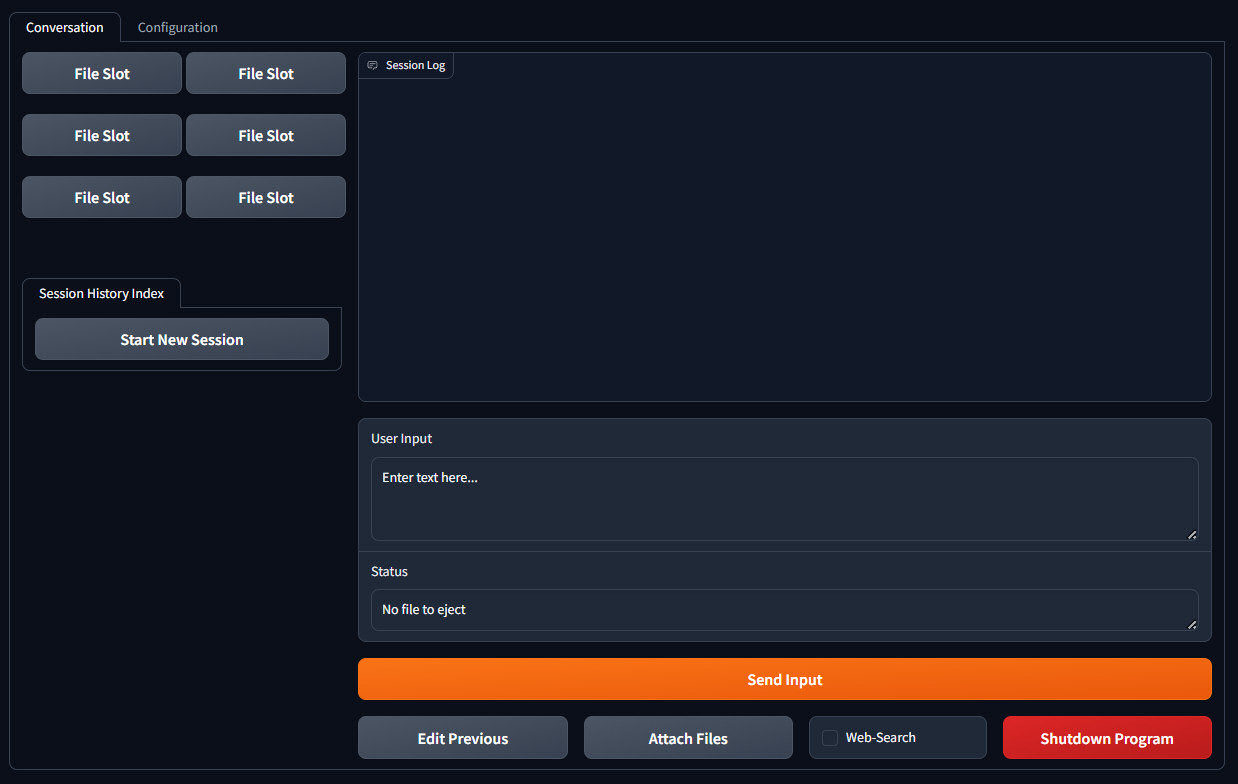 Conversation
Configuration
File Slot
File Slot
File Slot
File Slot
File Slot
File Slot
Session History Index
Start New Session
Session Log
User Input
Enter text here...
Status
No file to eject
Send Input
Edit Previous
Attach Files
Web-Search
Shutdown Program